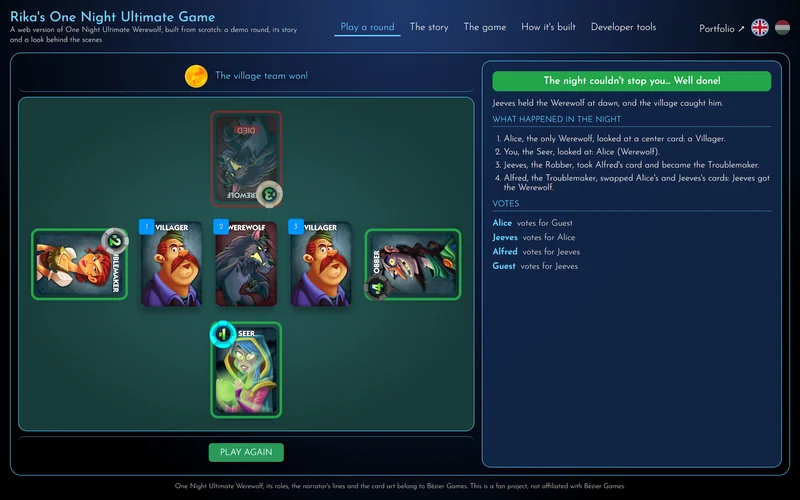 Rika's One Night Ultimate Game
A web version of One Night Ultimate Werewolf, built from scratch: a demo round, its story
and a look behind the scenes
Play a round
The story
The game
How it's built
Developer tools
Portfolio ↗
The village team won!
DIED
WEREWOLF
3
2
TROUBLEMAKER
1 VILLAGER
2 WEREWOLF
3 VILLAGER
ROBBER
4
1 SEER
PLAY AGAIN
The night couldn't stop you... Well done!
Jeeves held the Werewolf at dawn, and the village caught him.
WHAT HAPPENED IN THE NIGHT
1. Alice, the only Werewolf, looked at a center card: a Villager.
2. You, the Seer, looked at: Alice (Werewolf).
3. Jeeves, the Robber, took Alfred's card and became the Troublemaker.
4. Alfred, the Troublemaker, swapped Alice's and Jeeves's cards: Jeeves got
the Werewolf.
VOTES
Alice votes for Guest
Jeeves votes for Alice
Alfred votes for Jeeves
Guest votes for Jeeves
One Night Ultimate Werewolf, its roles, the narrator's lines and the card art belong to Bézier Games. This is a fan project, not affiliated with Bézier Games.